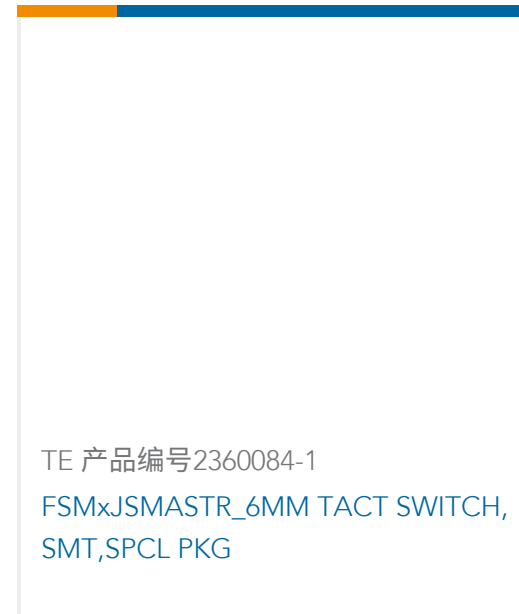 TE 产品编号2360084-1
FSMxJSMASTR_6MM TACT SWITCH,
SMT,SPCL PKG